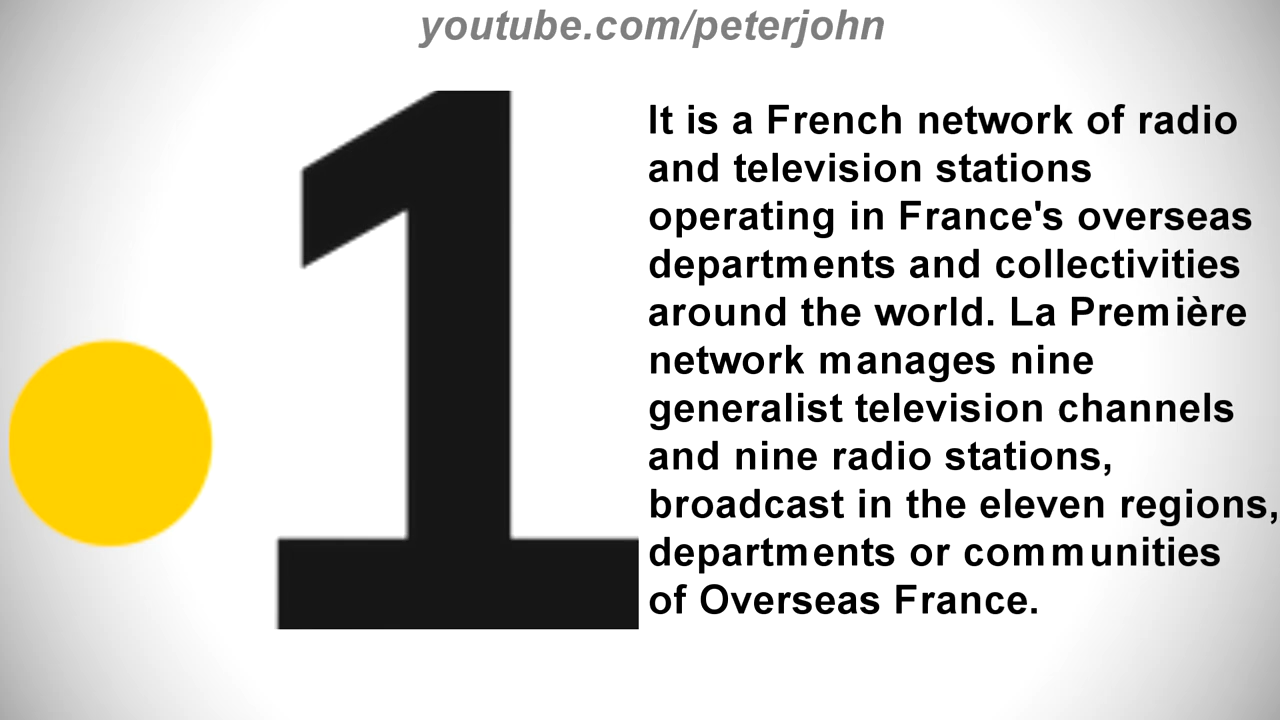 youtube.com/peterjohn
1
It is a French network of radio
and television stations
operating in France's overseas
departments and collectivities
around the world. La Première
network manages nine
generalist television channels
and nine radio stations,
broadcast in the eleven regions,
departments or communities
of Overseas France.